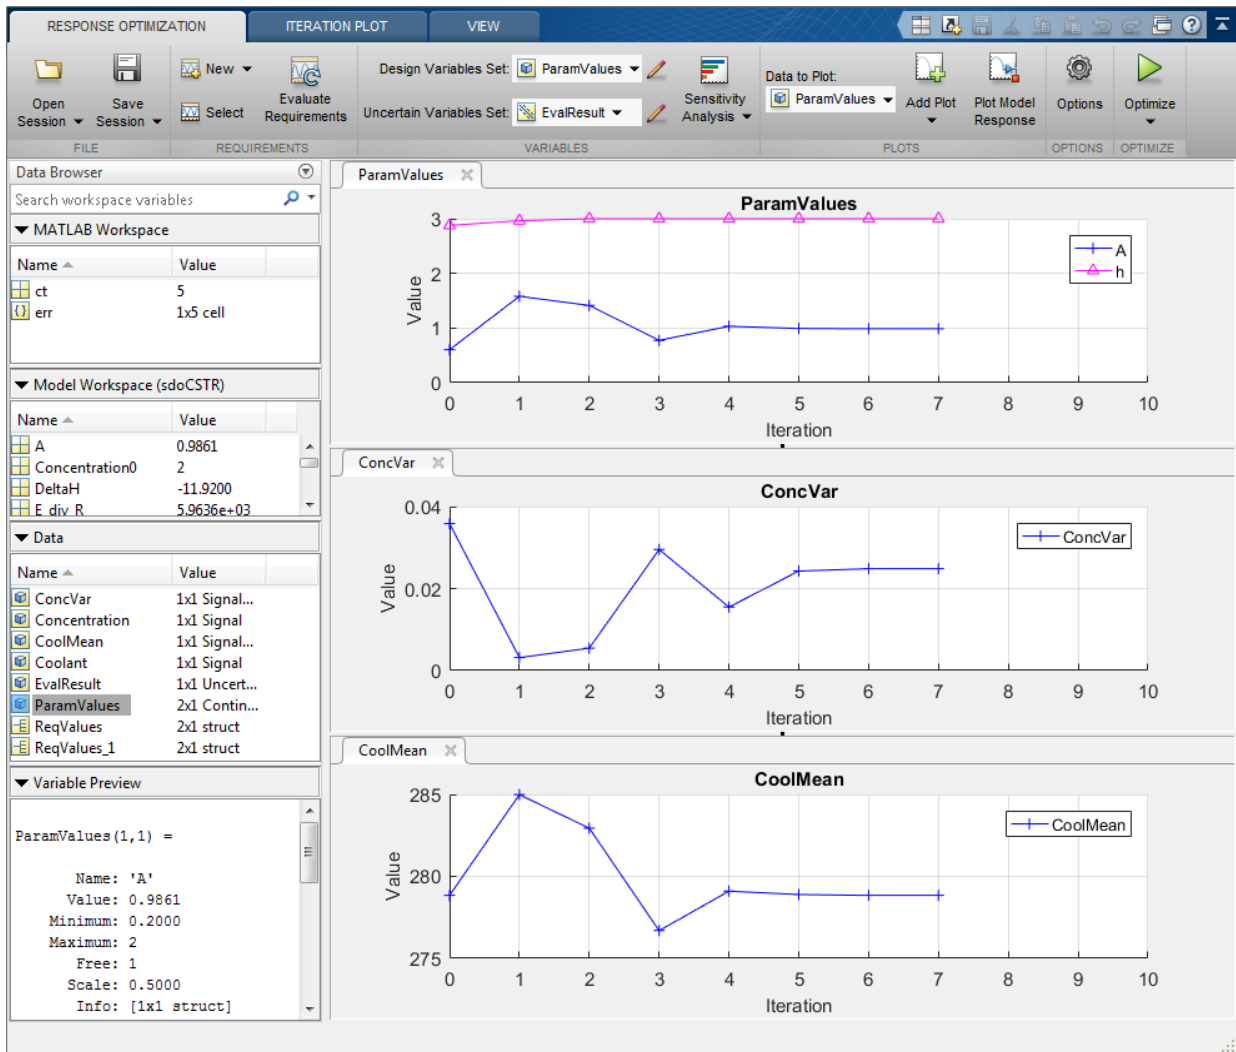 RESPONSE OPTIMIZATION ITERATION PLOT VIEW
Open Session Save Session
New
Select
Evaluate Requirements
Design Variables Set: ParamValues
Uncertain Variables Set: EvalResult
Sensitivity Analysis
Data to Plot:
ParamValues
Add Plot
Plot Model Response
Options
Optimize
FILE REQUIREMENTS VARIABLES PLOTS OPTIONS OPTIMIZE
Data Browser
Search workspace variables
MATLAB Workspace
Name Value
ct 5
{} err 1x5 cell
Model Workspace (sdoCSTR)
Name Value
A 0.9861
Concentration0 2
DeltaH -11.9200
E_div_R 5.9636e+03
Data
Name Value
ConcVar 1x1 Signal...
Concentration 1x1 Signal
CoolMean 1x1 Signal...
Coolant 1x1 Signal
EvalResult 1x1 Uncert...
ParamValues 2x1 Contin...
ReqValues 2x1 struct
ReqValues_1 2x1 struct
Variable Preview
ParamValues(1,1) =
Name: 'A'
Value: 0.9861
Minimum: 0.2000
Maximum: 2
Free: 1
Scale: 0.5000
Info: [1x1 struct]
ParamValues
ParamValues
3
2
1
0
Value
A
h
0 1 2 3 4 5 6 7 8 9 10
Iteration
ConcVar
ConcVar
0.04
0.02
0
Value
ConcVar
0 1 2 3 4 5 6 7 8 9 10
Iteration
CoolMean
CoolMean
285
280
275
Value
CoolMean
0 1 2 3 4 5 6 7 8 9 10
Iteration